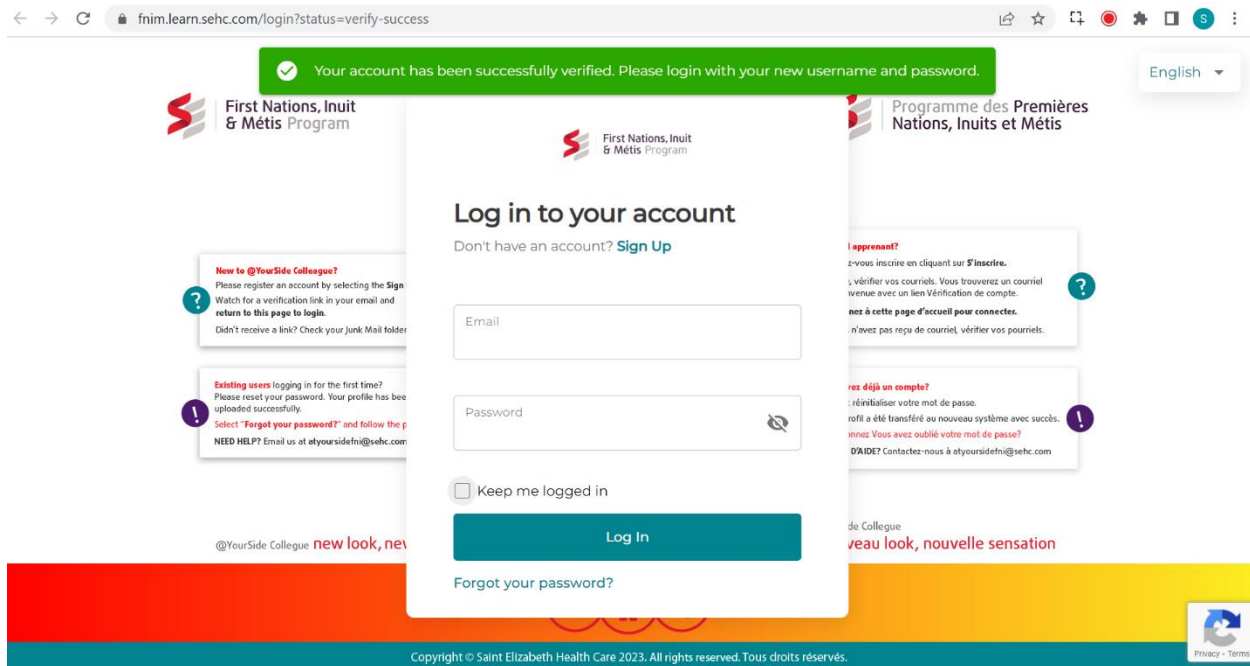 fnim.learn.sehc.com/login?status=verify-success
S
Your account has been successfully verified. Please login with your new username and password.
English
First Nations, Inuit
& Métis Program
Programme des Premières
Nations, Inuits et Métis
First Nations, Inuit
& Métis Program
Log in to your account
Don't have an account? Sign Up
New to @YourSide Colleague?
Please register an account by selecting the Sign
Watch for a verification link in your email and
return to this page to login.
Didn't receive a link? Check your Junk Mail folder
?
Existing users logging in for the first time?
Please reset your password. Your profile has bee
uploaded successfully.
Select "Forgot your password?" and follow the p
NEED HELP? Email us at atyoursidefni@sehc.com
!
Email
Password
Keep me logged in
Log In
Forgot your password?
l apprenant?
z-vous inscrire en cliquant sur S'inscrire.
, vérifier vos courriels. Vous trouverez un courriel
nvenue avec un lien Vérification de compte.
nez à cette page d'accueil pour connecter.
n'avez pas reçu de courriel, vérifier vos pourriels.
?
vez déjà un compte?
réinitialiser votre mot de passe.
rofil a été transféré au nouveau système avec succès.
onnez Vous avez oublié votre mot de passe?
D'AIDE? Contactez-nous à atyoursidefni@sehc.com
!
@YourSide Collegue new look, nev
de Collegue
veau look, nouvelle sensation
Copyright © Saint Elizabeth Health Care 2023. All rights reserved. Tous droits réservés.
Privacy - Terms